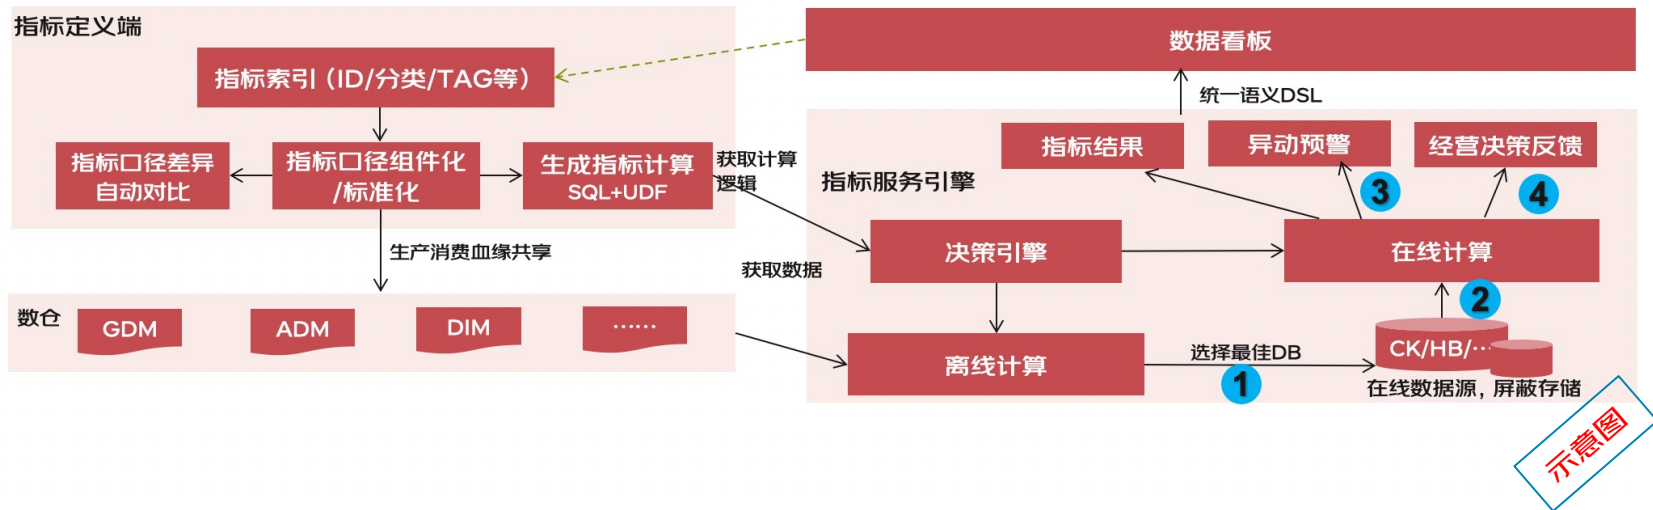 指标定义端
指标索引（ID/分类/TAG等）
指标口径差异
自动对比
指标口径组件化
/标准化
生成指标计算
SQL+UDF
生产消费血缘共享
数仓
GDM
ADM
DIM
……
数据看板
统一语义DSL
指标结果
异动预警
经营决策反馈
获取计算
逻辑
指标服务引擎
3
4
决策引擎
在线计算
获取数据
2
离线计算
选择最佳DB
1
CK/HB/…
在线数据源，屏蔽存储
示意图